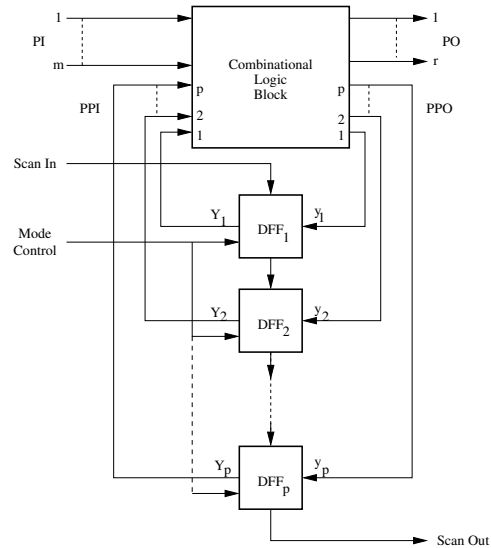 1
PI
m
Combinational
Logic
Block
1
PO
r
p
PPI
2
1
p
PPO
2
1
Scan In
Y1
DFF1
y1
Mode
Control
Y2
DFF2
y2
Yp
DFFp
yp
Scan Out